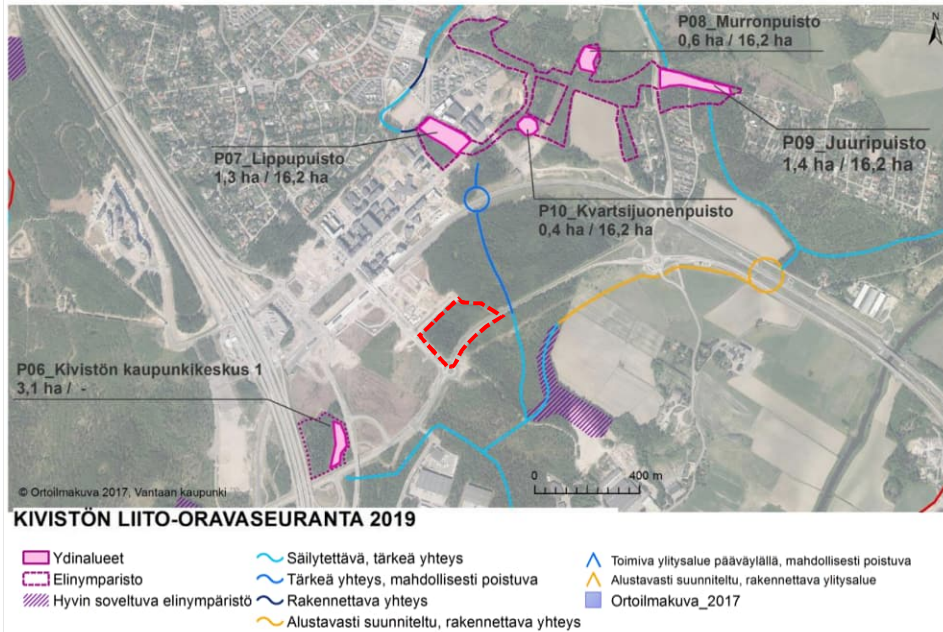 N
P08_Murronpuisto
0,6 ha / 16,2 ha
P07_Lippupuisto
1,3 ha / 16,2 ha
P09_Juuripuisto
1,4 ha / 16,2 ha
P10_Kvartsijuonenpuisto
0,4 ha / 16,2 ha
P06_Kivistön kaupunkikeskus 1
3,1 ha / -
0 400 m
© Ortoilmakuva 2017, Vantaan kaupunki
KIVISTÖN LIITO-ORAVASEURANTA 2019
Ydinalueet
Elinymparisto
Hyvin soveltuva elinympäristö
Säilytettävä, tärkeä yhteys
Tärkeä yhteys, mahdollisesti poistuva
Rakennettava yhteys
Alustavasti suunniteltu, rakennettava yhteys
Toimiva ylitysalue pääväylällä, mahdollisesti poistuva
Alustavasti suunniteltu, rakennettava ylitysalue
Ortoilmakuva_2017